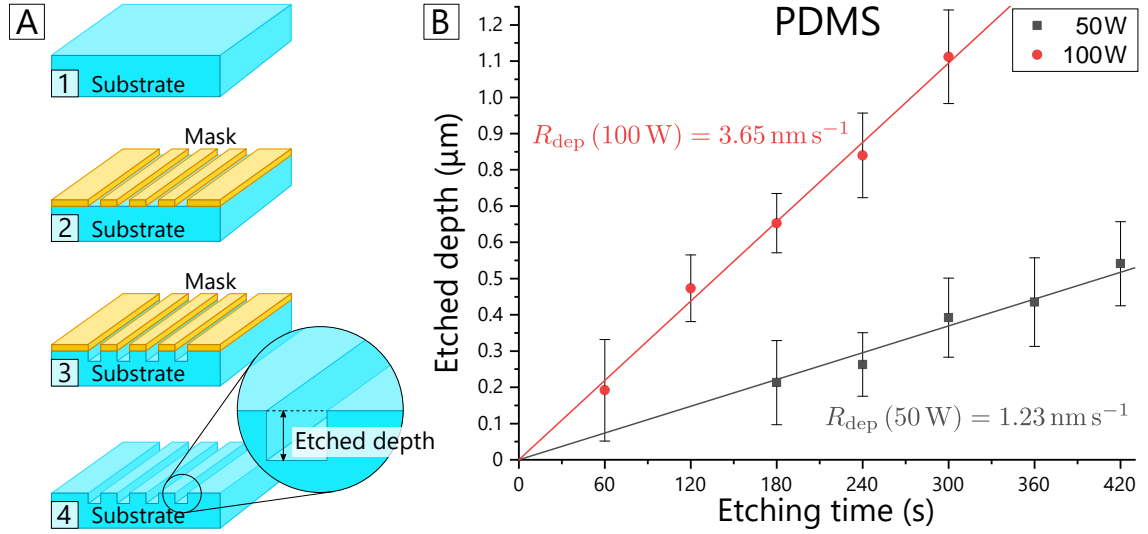 A
1
Substrate
Mask
2
Substrate
Mask
3
Substrate
Etched depth
4
Substrate
B
PDMS
50 W
100 W
Etched depth (µm)
1.2
1.1
1.0
0.9
0.8
0.6
0.6
0.5
0.3
0.2
0.1
0
R_dep (100 W) = 3.65 nm s⁻¹
R_dep (50 W) = 1.23 nm s⁻¹
0 60 120 180 240 300 360 420
Etching time (s)